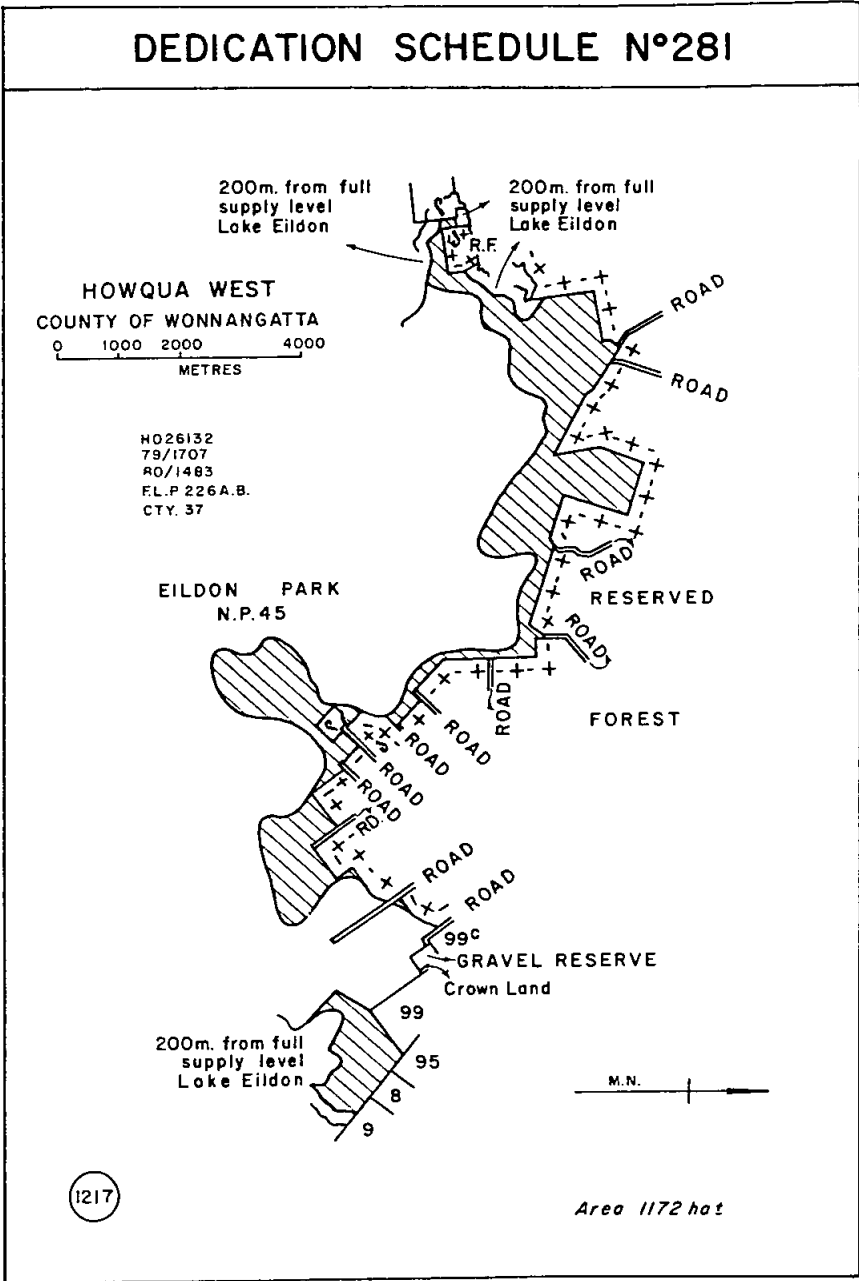 DEDICATION SCHEDULE Nº281
200m. from full
supply level
Lake Eildon
200m. from full
supply level
Lake Eildon
R.F.
HOWQUA WEST
COUNTY OF WONNANGATTA
0 1000 2000 4000
METRES
ROAD
ROAD
HO26132
79/1707
80/1483
F.L.P 226A.B.
CTY. 37
ROAD
EILDON PARK
N.P.45
RESERVED
ROAD
ROAD
FOREST
ROAD
ROAD
ROAD
ROAD
RD.
ROAD
ROAD
99C
GRAVEL RESERVE
Crown Land
99
200m. from full
supply level
Lake Eildon
95
8
9
M.N.
1217
Area 1172 ha±